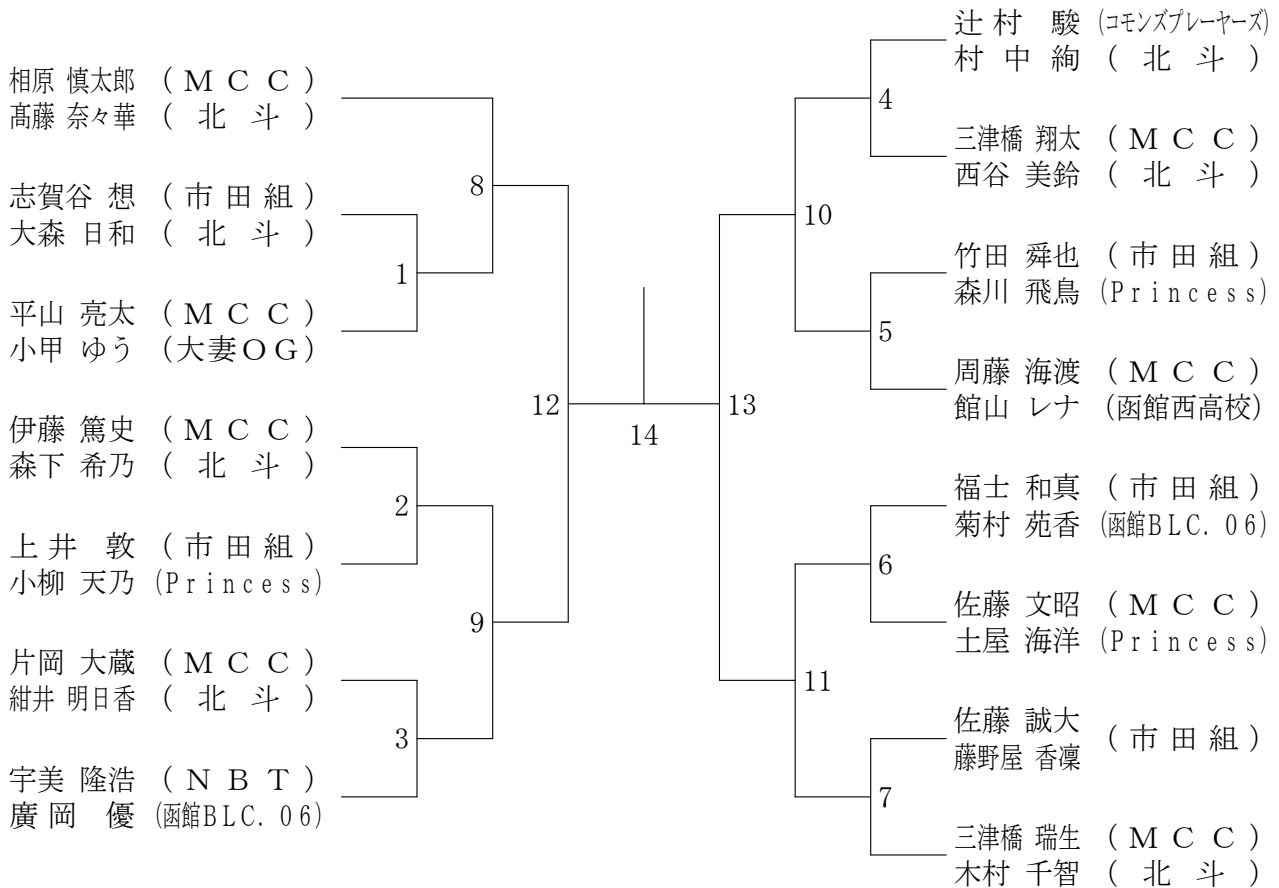 相原 慎太郎 （ＭＣＣ）
髙藤 奈々華 （北斗）
志賀谷 想 （市田組）
大森 日和 （北斗）
平山 亮太 （ＭＣＣ）
小甲 ゆう （大妻ＯＧ）
伊藤 篤史 （ＭＣＣ）
森下 希乃 （北斗）
上井 敦 （市田組）
小柳 天乃 （Princess）
片岡 大蔵 （ＭＣＣ）
紺井 明日香 （北斗）
宇美 隆浩 （ＮＢＴ）
廣岡 優 （函館BLC.06）
8
1
2
9
3
12
14
13
10
4
5
11
6
7
辻村 駿 （コモンズプレーヤーズ）
村中 絢 （北斗）
三津橋 翔太 （ＭＣＣ）
西谷 美鈴 （北斗）
竹田 舜也 （市田組）
森川 飛鳥 （Princess）
周藤 海渡 （ＭＣＣ）
館山 レナ （函館西高校）
福士 和真 （市田組）
菊村 苑香 （函館BLC.06）
佐藤 文昭 （ＭＣＣ）
土屋 海洋 （Princess）
佐藤 誠大
藤野屋 香凜 （市田組）
三津橋 瑞生 （ＭＣＣ）
木村 千智 （北斗）